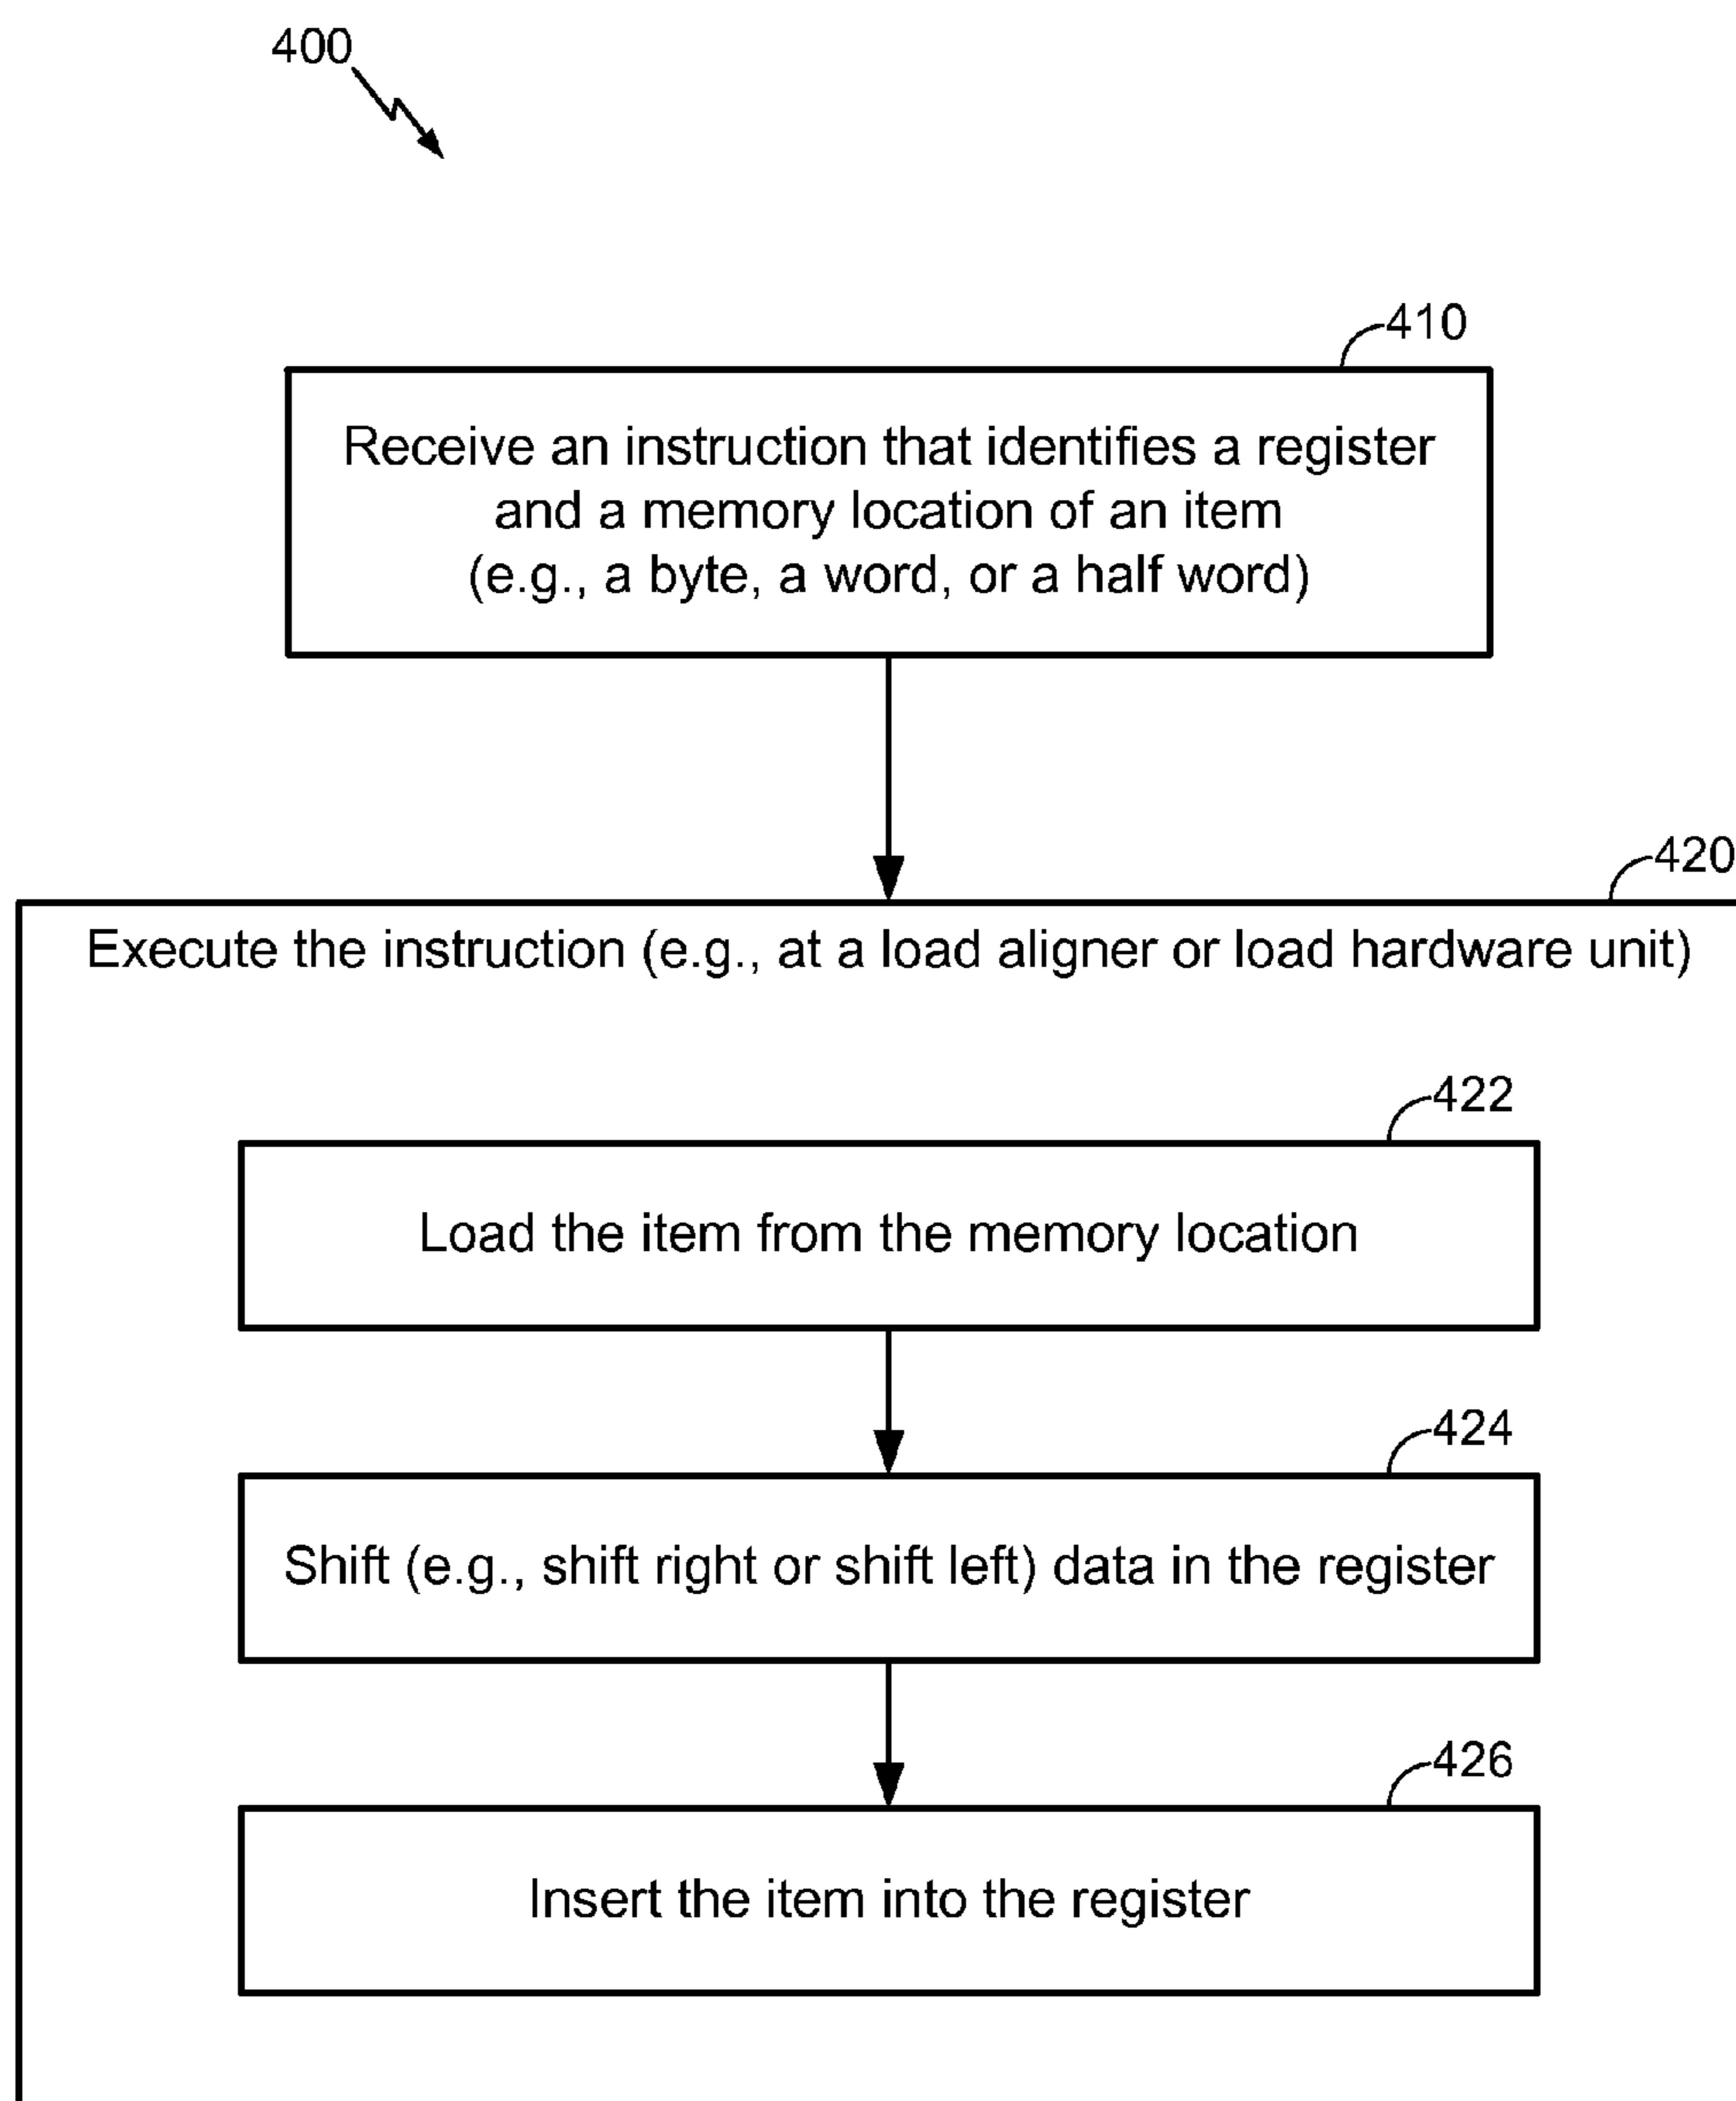 400
410
Receive an instruction that identifies a register
and a memory location of an item
(e.g., a byte, a word, or a half word)
420
Execute the instruction (e.g., at a load aligner or load hardware unit)
422
Load the item from the memory location
424
Shift (e.g., shift right or shift left) data in the register
426
Insert the item into the register